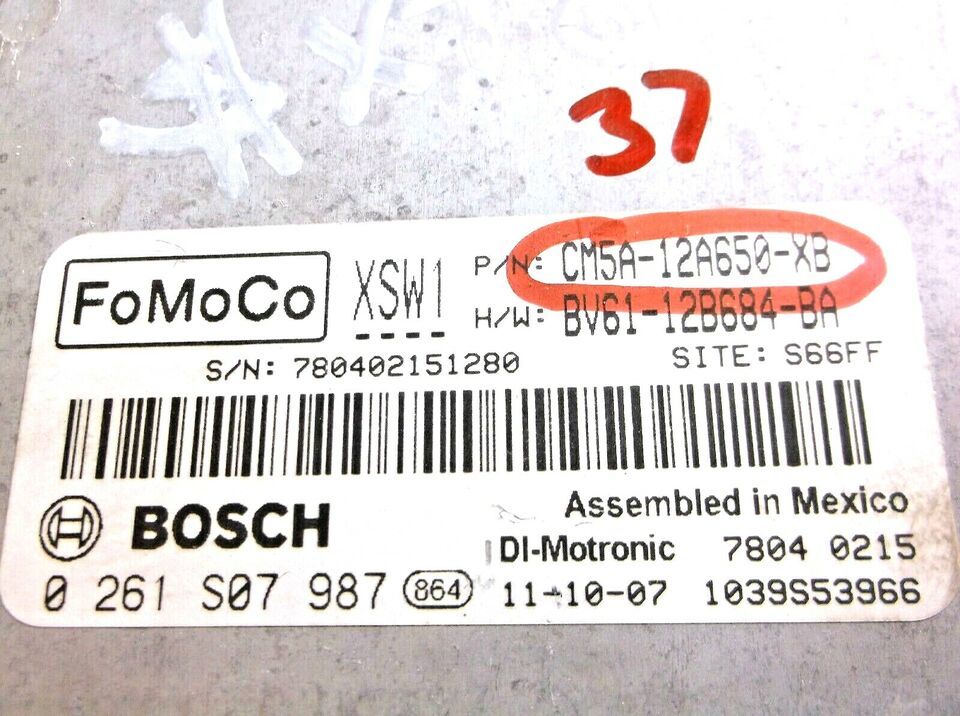 37
FoMoCo XSW1 P/N: CM5A-12A650-XB
H/W: BV61-12B684-BA
S/N: 780402151280 SITE: S66FF
BOSCH Assembled in Mexico
DI-Motronic 7804 0215
0 261 S07 987 864 11-10-07 1039S53966